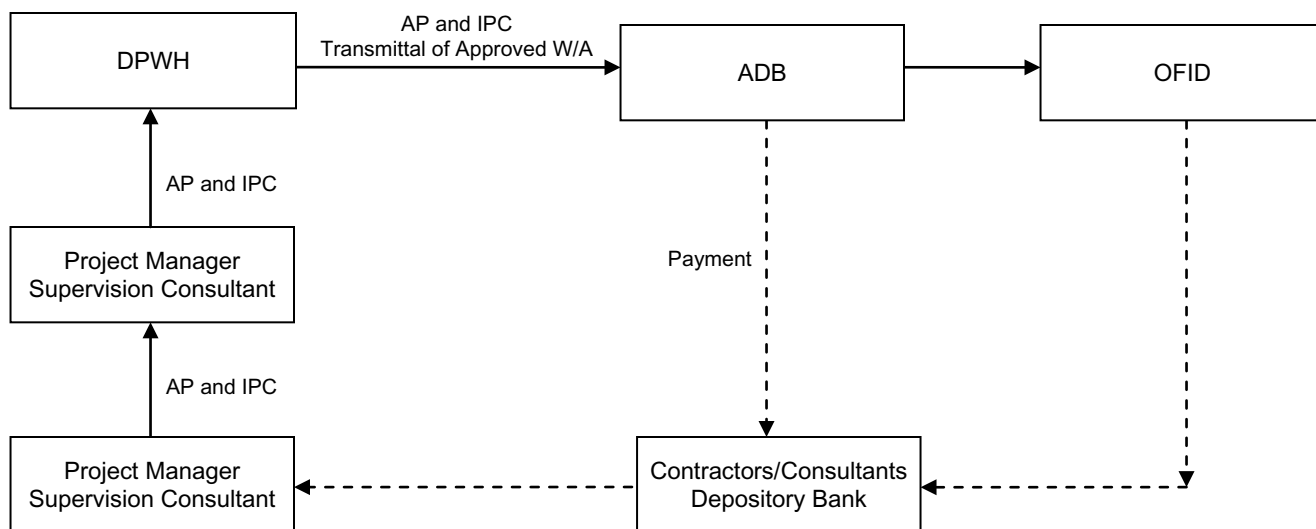 AP and IPC
Transmittal of Approved W/A
DPWH
ADB
OFID
AP and IPC
Project Manager
Supervision Consultant
Payment
AP and IPC
Project Manager
Supervision Consultant
Contractors/Consultants
Depository Bank